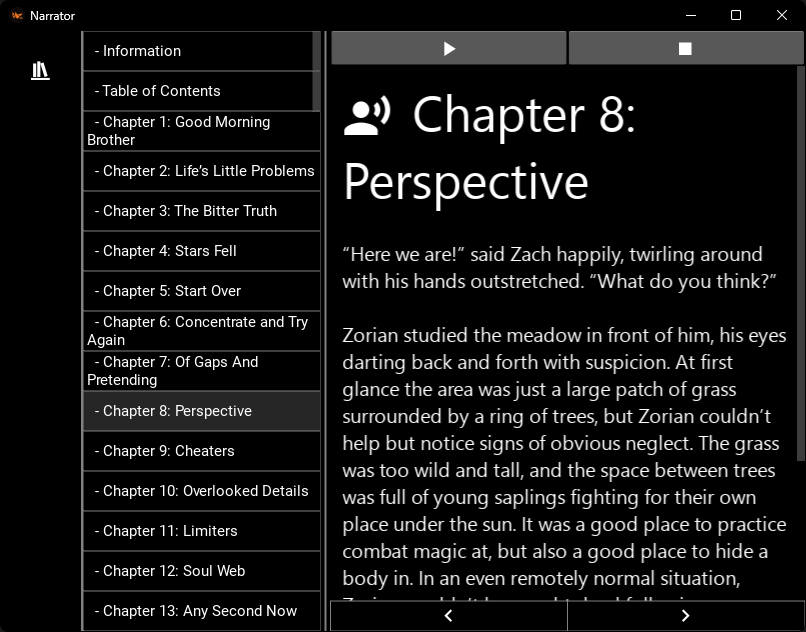 Narrator
- Information
- Table of Contents
- Chapter 1: Good Morning
Brother
- Chapter 2: Life’s Little Problems
- Chapter 3: The Bitter Truth
- Chapter 4: Stars Fell
- Chapter 5: Start Over
- Chapter 6: Concentrate and Try
Again
- Chapter 7: Of Gaps And
Pretending
- Chapter 8: Perspective
- Chapter 9: Cheaters
- Chapter 10: Overlooked Details
- Chapter 11: Limiters
- Chapter 12: Soul Web
- Chapter 13: Any Second Now
Chapter 8:
Perspective
“Here we are!” said Zach happily, twirling around
with his hands outstretched. “What do you think?”
Zorian studied the meadow in front of him, his eyes
darting back and forth with suspicion. At first
glance the area was just a large patch of grass
surrounded by a ring of trees, but Zorian couldn’t
help but notice signs of obvious neglect. The grass
was too wild and tall, and the space between trees
was full of young saplings fighting for their own
place under the sun. It was a good place to practice
combat magic at, but also a good place to hide a
body in. In an even remotely normal situation,